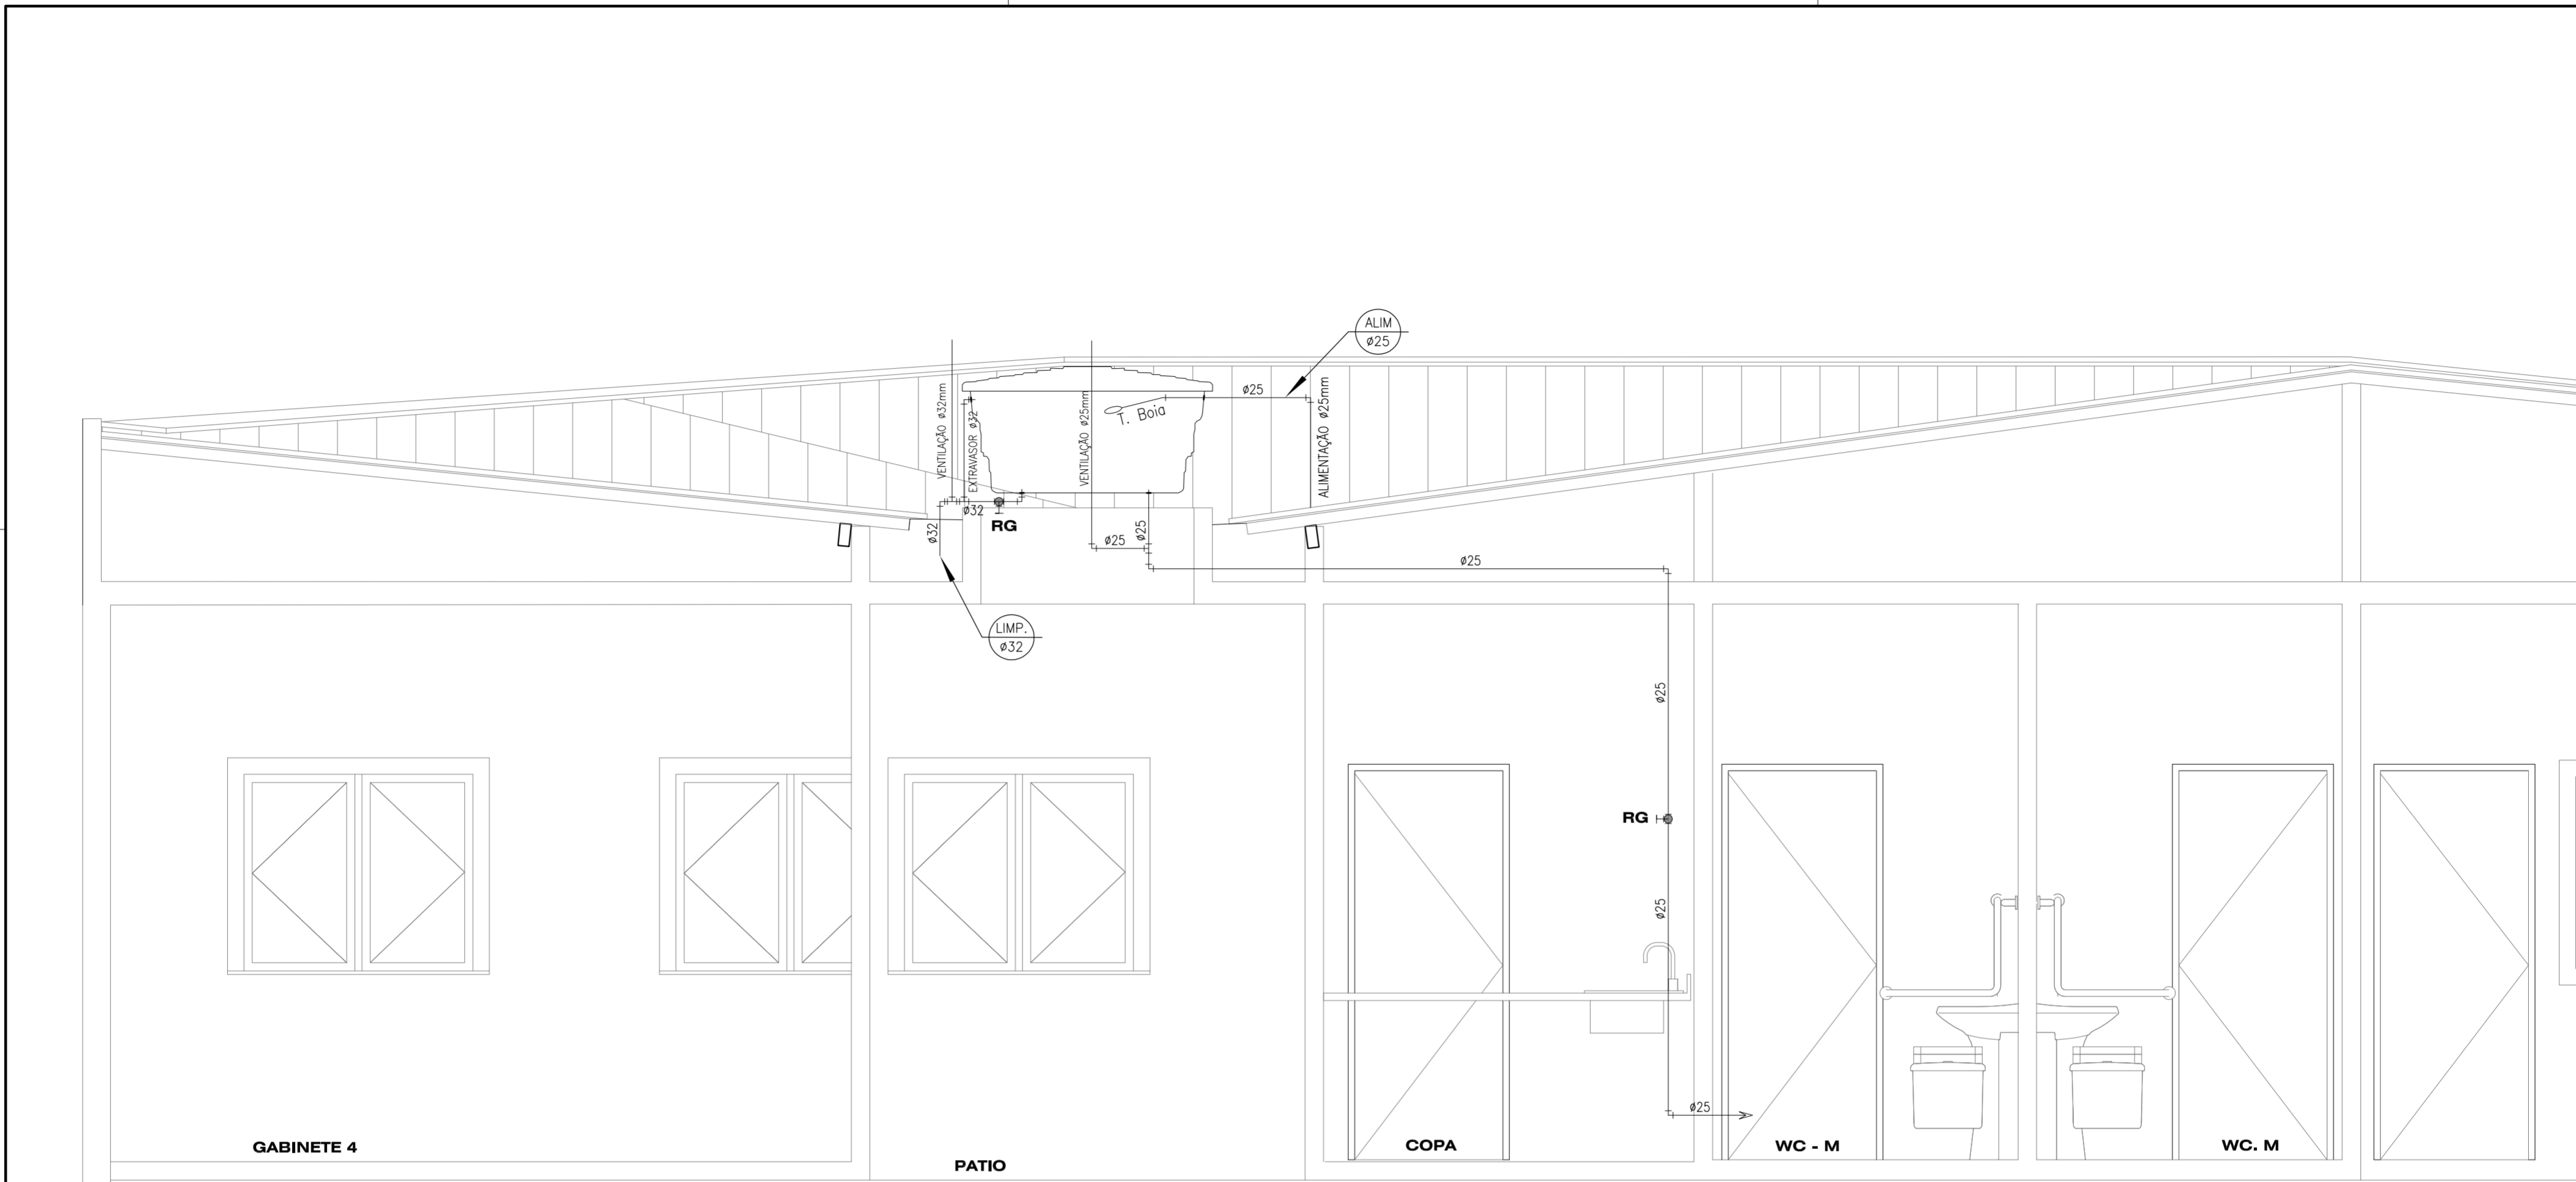 ALIM
ø25
VENTILAÇÃO ø32mm
EXTRAVASOR ø32
VENTILAÇÃO ø25mm
T. Boia
ø25
ALIMENTAÇÃO ø25mm
ø32
RG
ø32
ø25
ø25
ø25
LIMP.
ø32
ø25
RG
ø25
ø25
GABINETE 4
PATIO
COPA
WC - M
WC. M